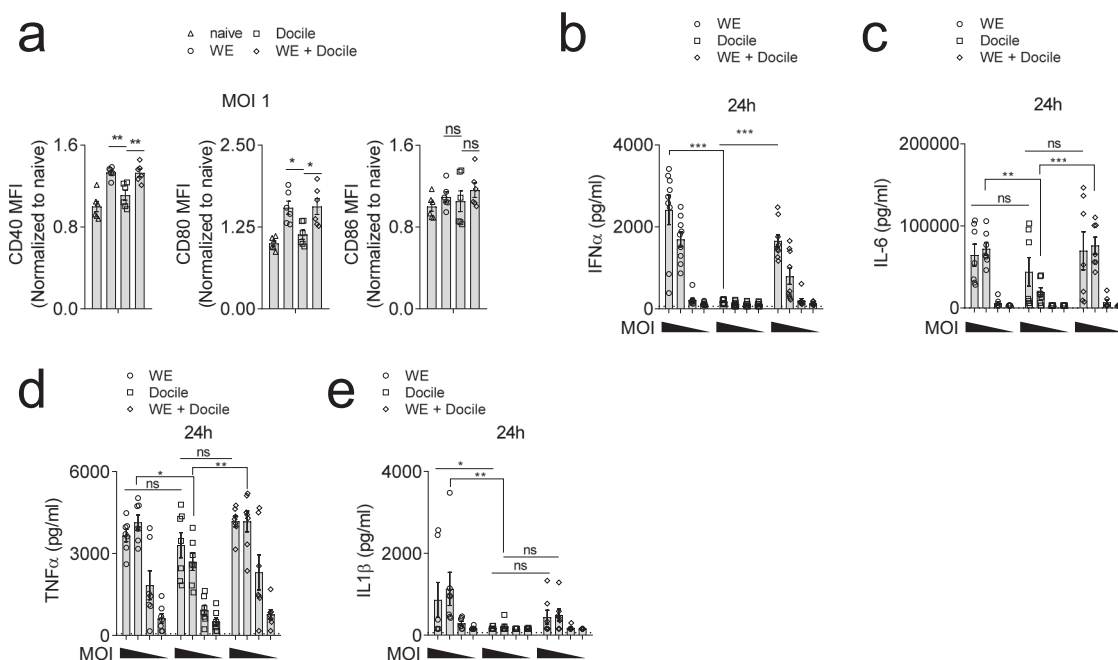 a
naive Docile
WE WE + Docile
MOI 1
CD40 MFI
(Normalized to naive)
1.6
0.8
0.0
** **
CD80 MFI
(Normalized to naive)
2.50
1.25
0.00
* *
CD86 MFI
(Normalized to naive)
1.6
0.8
0.0
ns
ns
b
WE
Docile
WE + Docile
24h
IFNα (pg/ml)
4000
2000
0
***
***
MOI
c
WE
Docile
WE + Docile
24h
IL-6 (pg/ml)
200000
100000
0
ns
***
**
ns
MOI
d
WE
Docile
WE + Docile
24h
TNFα (pg/ml)
6000
3000
0
ns
**
*
ns
MOI
e
WE
Docile
WE + Docile
24h
IL1β (pg/ml)
4000
2000
0
*
**
ns
ns
MOI